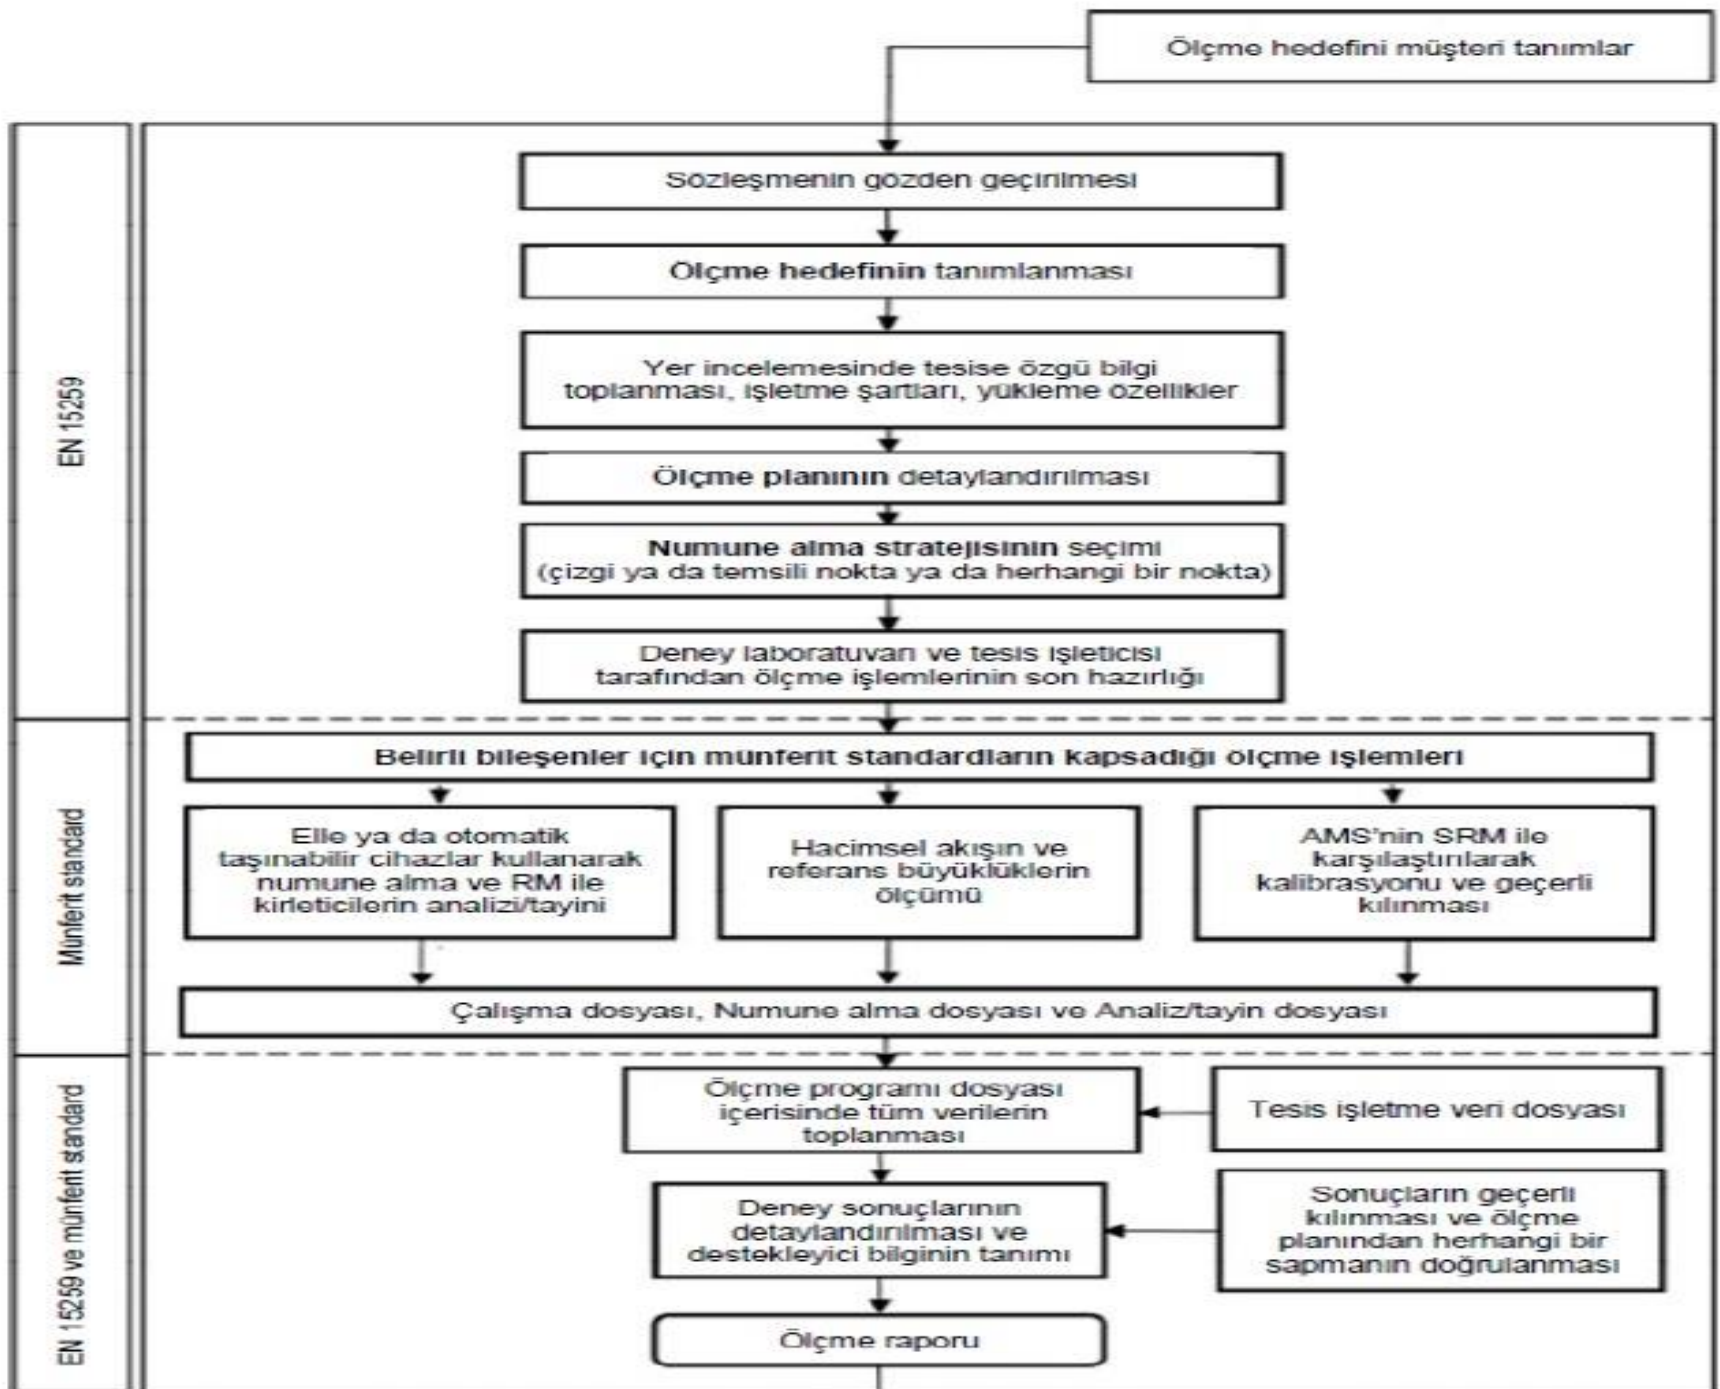 Ölçme hedefini müşteri tanımlar
EN 15259
Sözleşmenin gözden geçirilmesi
Ölçme hedefinin tanımlanması
Yer incelemesinde tesise özgü bilgi
toplanması, işletme şartları, yükleme özellikler
Ölçme planının detaylandırılması
Numune alma stratejisinin seçimi
(çizgi ya da temsili nokta ya da herhangi bir nokta)
Deney laboratuvarı ve tesis işleticisi
tarafından ölçme işlemlerinin son hazırlığı
Münferit standard
Belirli bileşenler için münferit standardların kapsadığı ölçme işlemleri
Elle ya da otomatik
taşınabilir cihazlar kullanarak
numune alma ve RM ile
kirleticilerin analizi/tayini
Hacimsel akışın ve
referans büyüklüklerin
ölçümü
AMS'nin SRM ile
karşılaştırılarak
kalibrasyonu ve geçerli
kılınması
Çalışma dosyası, Numune alma dosyası ve Analiz/tayin dosyası
EN 15259 ve münferit standard
Ölçme programı dosyası
içerisinde tüm verilerin
toplanması
Tesis işletme veri dosyası
Deney sonuçlarının
detaylandırılması ve
destekleyici bilginin tanımı
Sonuçların geçerli
kılınması ve ölçme
planından herhangi bir
sapmanın doğrulanması
Ölçme raporu